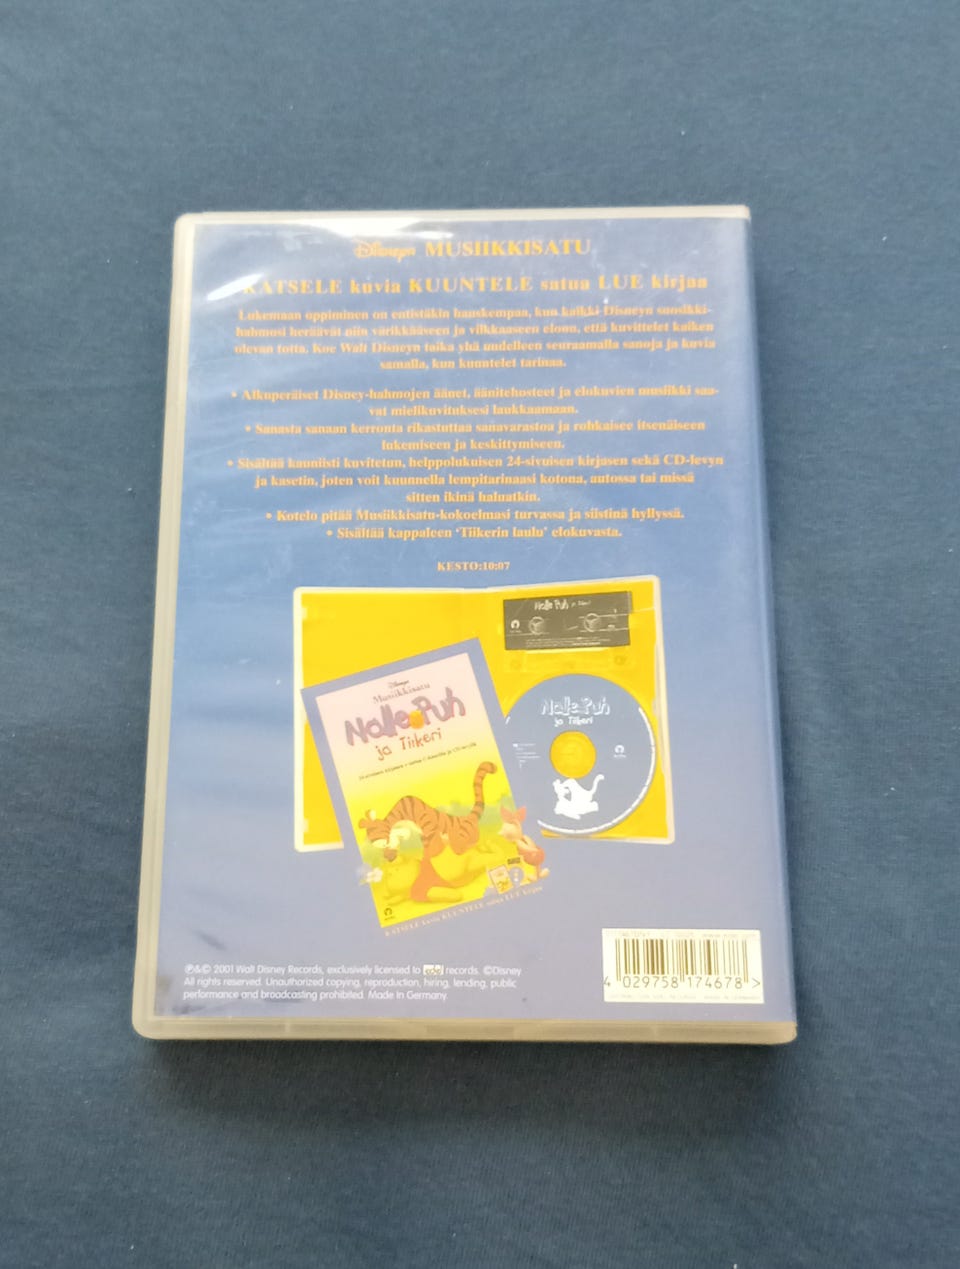 Disneyn MUSIIKKISATU
KATSELE kuvia KUUNTELE satua LUE kirjaa
Lukemaan oppiminen on entistäkin hauskempaa, kun kaikki Disneyn suosikki-
hahmosi heräävät niin värikkääseen ja vilkkaaseen eloon, että kuvittelet kaiken
olevan totta. Koe Walt Disneyn taika yhä uudelleen seuraamalla sanoja ja kuvia
samalla, kun kuuntelet tarinaa.
• Alkuperäiset Disney-hahmojen äänet, äänitehosteet ja elokuvien musiikki saa-
vat mielikuvituksesi laukkaamaan.
• Sanasta sanaan kerronta rikastuttaa sanavarastoa ja rohkaisee itsenäiseen
lukemiseen ja keskittymiseen.
• Sisältää kauniisti kuvitetun, helppolukuisen 24-sivuisen kirjasen sekä CD-levyn
ja kasetin, joten voit kuunnella lempitarinaasi kotona, autossa tai missä
sitten ikinä haluatkin.
• Kotelo pitää Musiikkisatu-kokoelmasi turvassa ja siistinä hyllyssä.
• Sisältää kappaleen 'Tiikerin laulu' elokuvasta.
KESTO:10:07
Nalle Puh ja Tiikeri
Disneyn
Musiikkisatu
Nalle Puh
ja Tiikeri
KATSELE kuvia KUUNTELE satua LUE kirjaa
Nalle Puh
ja Tiikeri
℗&© 2001 Walt Disney Records, exclusively licensed to edel records. ©Disney
All rights reserved. Unauthorized copying, reproduction, hiring, lending, public
performance and broadcasting prohibited. Made in Germany
4 029758 174678 >